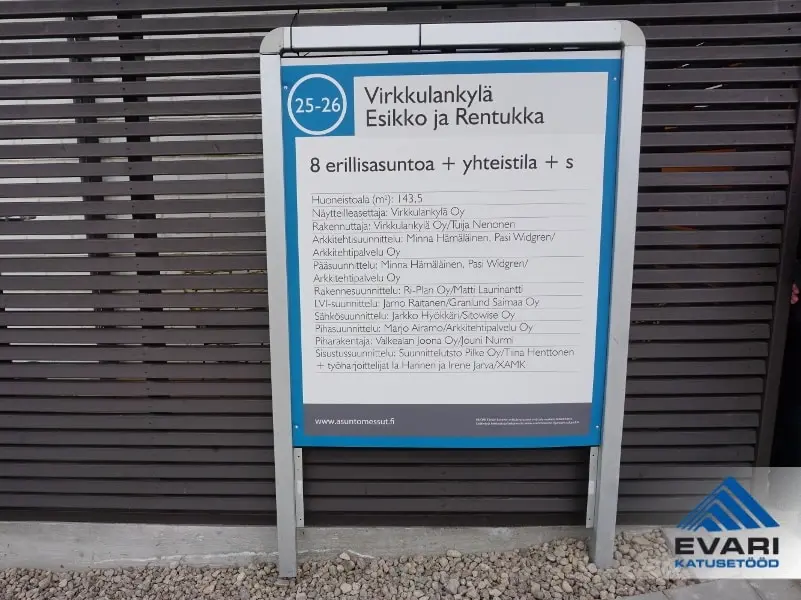 25-26
Virkkulankylä
Esikko ja Rentukka
8 erillisasuntoa + yhteistila + s
Huoneistoala (m²): 143,5
Näytteilleasettaja: Virkkulankylä Oy
Rakennuttaja: Virkkulankylä Oy/Tuija Nenonen
Arkkitehtisuunnittelu: Minna Hämäläinen, Pasi Widgren/
Arkkitehtipalvelu Oy
Pääsuunnittelu: Minna Hämäläinen, Pasi Widgren/
Arkkitehtipalvelu Oy
Rakennesuunnittelu: Ri-Plan Oy/Matti Laurinantti
LVI-suunnittelu: Jarno Raitanen/Granlund Saimaa Oy
Sähkösuunnittelu: Jarkko Hyökkäri/Sitowise Oy
Pihasuunnittelu: Marjo Airamo/Arkkitehtipalvelu Oy
Piharakentaja: Valkealan Joona Oy/Jouni Nurmi
Sisustussuunnittelu: Suunnittelutsto Pilke Oy/Tiina Henttonen
+ työharjoittelijat Ia Hannen ja Irene Jarva/XAMK
www.asuntomessut.fi
EVARI
KATUSETÖÖD